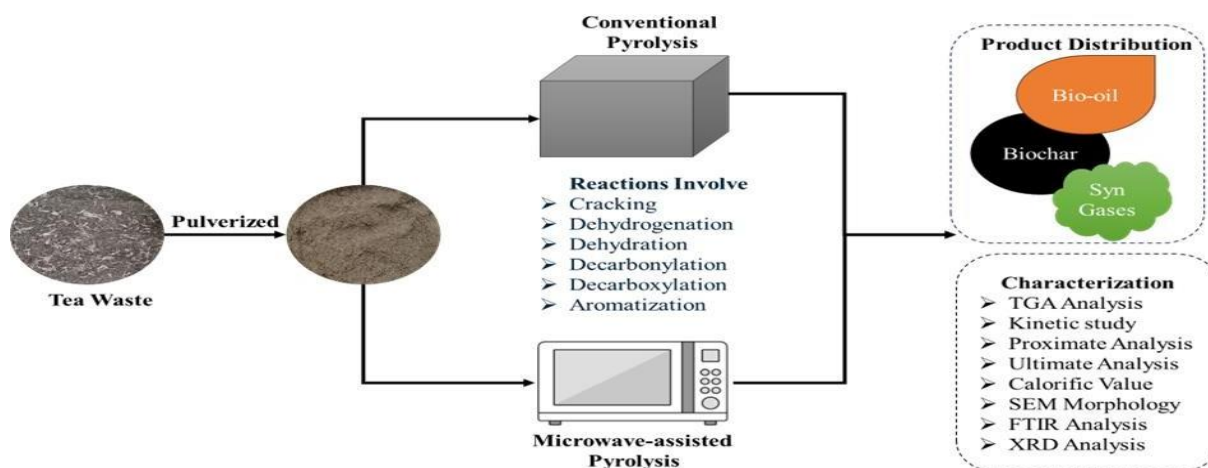 Conventional
Pyrolysis
Product Distribution
Bio-oil
Biochar
Syn
Gases
Pulverized
Tea Waste
Reactions Involve
➢ Cracking
➢ Dehydrogenation
➢ Dehydration
➢ Decarbonylation
➢ Decarboxylation
➢ Aromatization
Microwave-assisted
Pyrolysis
Characterization
➢ TGA Analysis
➢ Kinetic study
➢ Proximate Analysis
➢ Ultimate Analysis
➢ Calorific Value
➢ SEM Morphology
➢ FTIR Analysis
➢ XRD Analysis